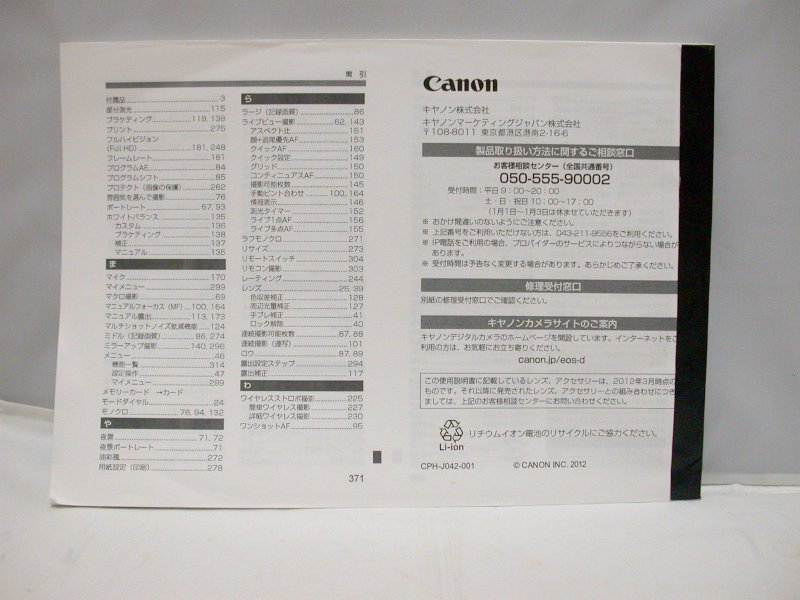 索 引
付属品 3
部分測光 115
ブラケティング 119, 138
プリント 275
フルハイビジョン
(Full HD) 181, 248
フレームレート 181
プログラムAE 84
プログラムシフト 85
プロテクト（画像の保護） 262
雰囲気を選んで撮影 76
ポートレート 67, 93
ホワイトバランス 135
カスタム 136
ブラケティング 138
補正 137
マニュアル 135
ま
マイク 170
マイメニュー 299
マクロ撮影 69
マニュアルフォーカス (MF) 100, 164
マニュアル露出 113, 173
マルチショットノイズ低減機能 124
ミドル（記録画質） 86, 274
ミラーアップ撮影 140, 296
メニュー 46
機能一覧 314
設定操作 47
マイメニュー 299
メモリーカード →カード
モードダイヤル 24
モノクロ 76, 94, 132
や
夜景 71, 72
夜景ポートレート 71
油彩風 272
用紙設定（印刷） 278
ら
ラージ（記録画質） 86
ライブビュー撮影 62, 143
アスペクト比 151
顔+追尾優先AF 153
クイックAF 160
クイック設定 149
グリッド 150
コンティニュアスAF 150
撮影可能枚数 145
手動ピント合わせ 100, 164
情報表示 146
測光タイマー 152
ライブ1点AF 156
ライブ多点AF 155
ラフモノクロ 271
リサイズ 273
リモートスイッチ 304
リモコン撮影 303
レーティング 244
レンズ 25, 39
色収差補正 128
周辺光量補正 127
手ブレ補正 41
ロック解除 40
連続撮影可能枚数 87, 88
連続撮影（連写） 101
ロウ 87, 89
露出設定ステップ 294
露出補正 117
わ
ワイヤレスストロボ撮影 225
簡単ワイヤレス撮影 227
詳細ワイヤレス撮影 230
ワンショットAF 95
371
Canon
キヤノン株式会社
キヤノンマーケティングジャパン株式会社
〒108-8011 東京都港区港南2-16-6
製品取り扱い方法に関するご相談窓口
お客様相談センター（全国共通番号）
050-555-90002
受付時間：平日 9：00～20：00
土・日・祝日 10：00～17：00
（1月1日～1月3日は休ませていただきます）
※ おかけ間違いのないようにご注意ください。
※ 上記番号をご利用いただけない方は、043-211-9556をご利用ください。
※ IP電話をご利用の場合、プロバイダーのサービスによりつながらない場合が
あります。
※ 受付時間は予告なく変更する場合があります。あらかじめご了承ください。
修理受付窓口
別紙の修理受付窓口でご確認ください。
キヤノンカメラサイトのご案内
キヤノンデジタルカメラのホームページを開設しています。インターネットをご
利用の方は、お気軽にお立ち寄りください。
canon.jp/eos-d
この使用説明書に記載しているレンズ、アクセサリーは、2012年3月時点の
ものです。それ以降に発売されたレンズ、アクセサリーとの組み合わせにつき
ましては、上記のお客様相談センターにお問い合わせください。
Li-ion
リチウムイオン電池のリサイクルにご協力ください。
CPH-J042-001
© CANON INC. 2012